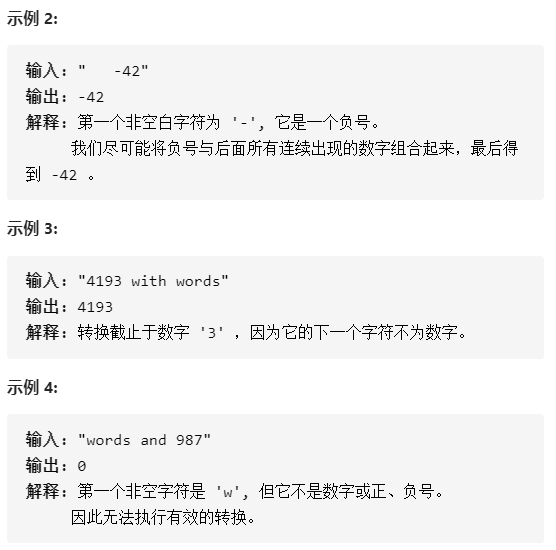 示例 2:
输入: "   -42"
输出: -42
解释: 第一个非空白字符为 '-', 它是一个负号。
我们尽可能将负号与后面所有连续出现的数字组合起来，最后得
到 -42 。
示例 3:
输入: "4193 with words"
输出: 4193
解释: 转换截止于数字 '3' ，因为它的下一个字符不为数字。
示例 4:
输入: "words and 987"
输出: 0
解释: 第一个非空字符是 'w', 但它不是数字或正、负号。
因此无法执行有效的转换。